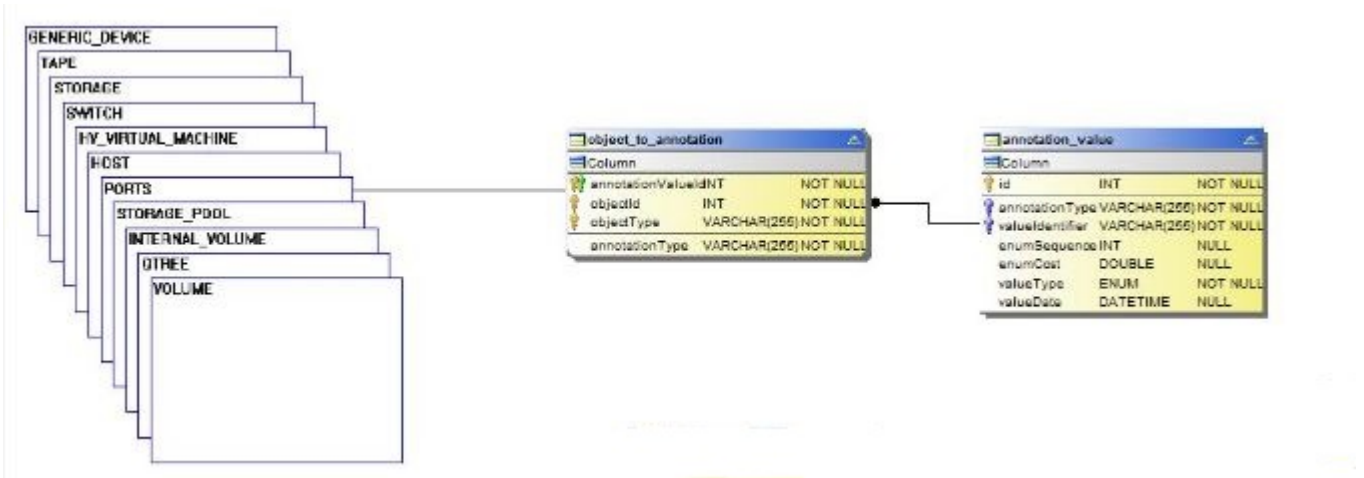 GENERIC_DEVICE
TAPE
STORAGE
SWITCH
HV_VIRTUAL_MACHINE
HOST
PORTS
STORAGE_POOL
INTERNAL_VOLUME
QTREE
VOLUME
object_to_annotation
Column
annotationValueId INT NOT NULL
objectId INT NOT NULL
objectType VARCHAR(255) NOT NULL
annotationType VARCHAR(255) NOT NULL
annotation_value
Column
id INT NOT NULL
annotationType VARCHAR(255) NOT NULL
valueIdentifier VARCHAR(255) NOT NULL
enumSequence INT NULL
enumCost DOUBLE NULL
valueType ENUM NOT NULL
valueDate DATETIME NULL